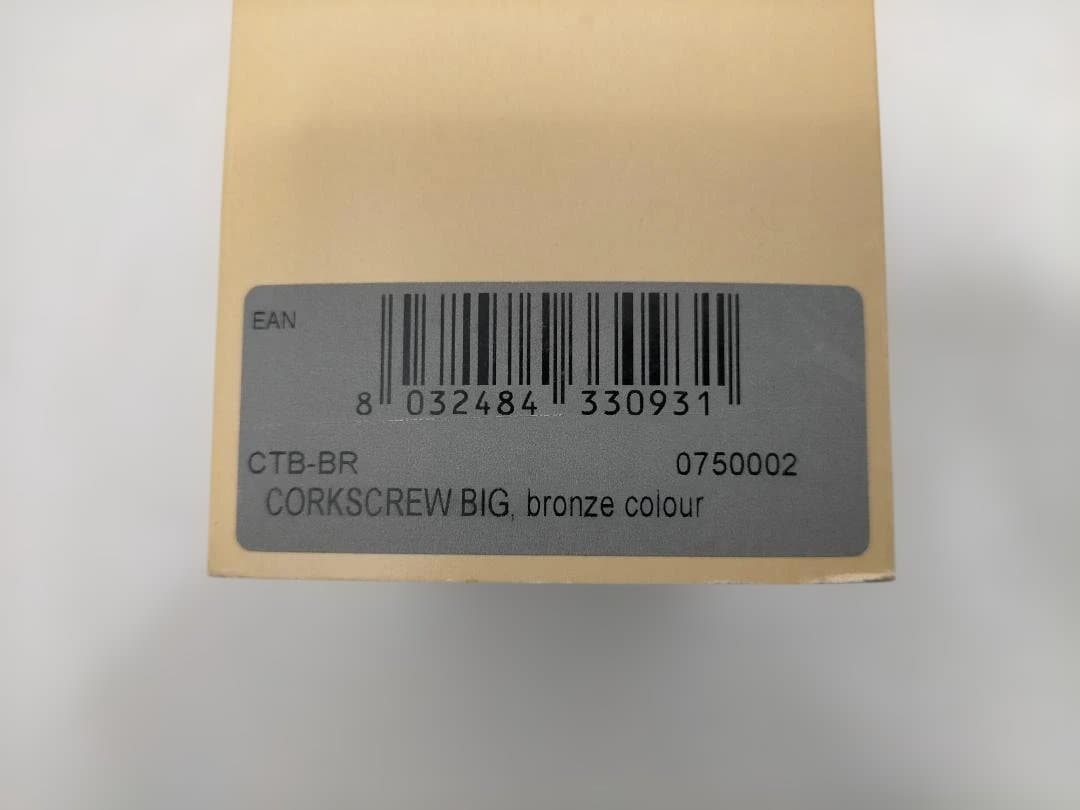 EAN
8 032484 330931
CTB-BR 0750002
CORKSCREW BIG, bronze colour